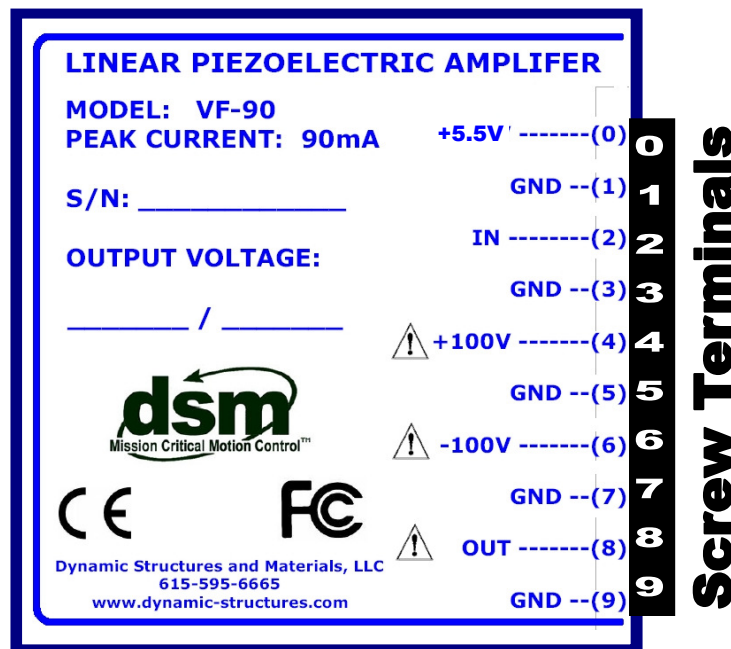 LINEAR PIEZOELECTRIC AMPLIFER
MODEL: VF-90
PEAK CURRENT: 90mA
S/N: ____________
OUTPUT VOLTAGE:
_______ / _______
dsm
Mission Critical Motion Control™
CE FC
Dynamic Structures and Materials, LLC
615-595-6665
www.dynamic-structures.com
+5.5V -------(0)
GND --(1)
IN --------(2)
GND --(3)
+100V -------(4)
GND --(5)
-100V -------(6)
GND --(7)
OUT -------(8)
GND --(9)
0
1
2
3
4
5
6
7
8
9
Screw Terminals